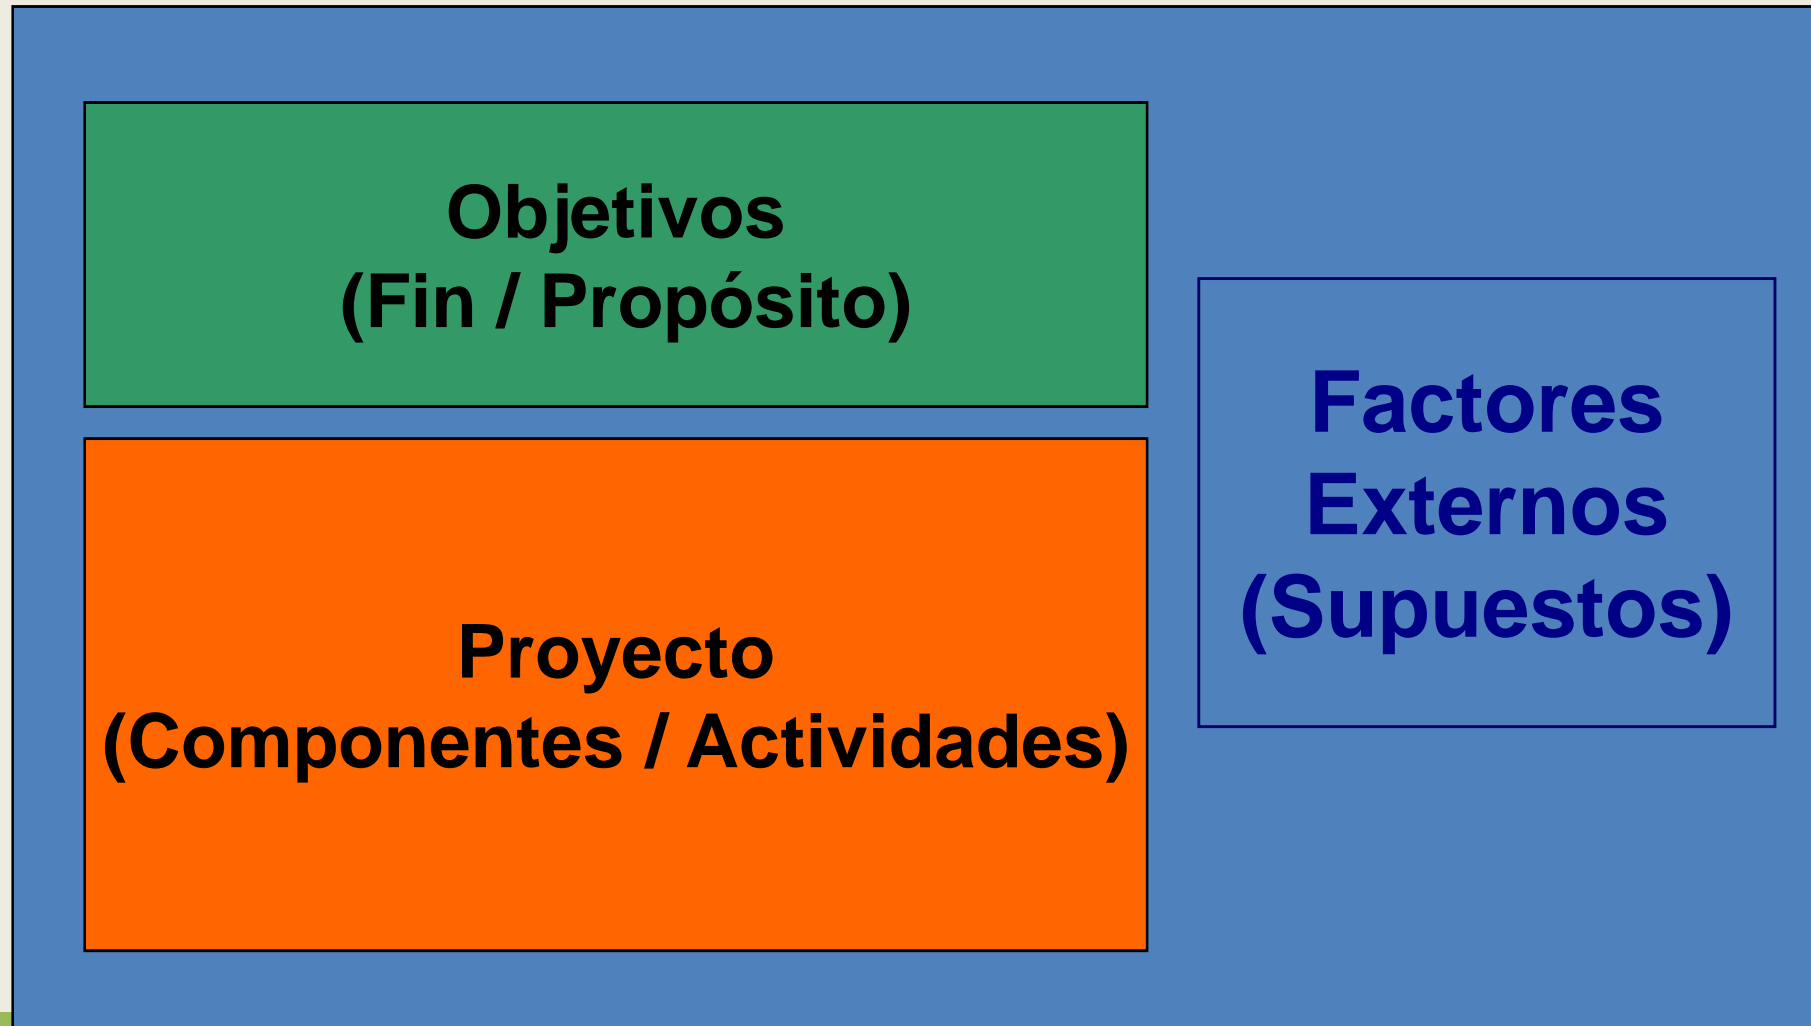 Objetivos
(Fin / Propósito)
Proyecto
(Componentes / Actividades)
Factores
Externos
(Supuestos)